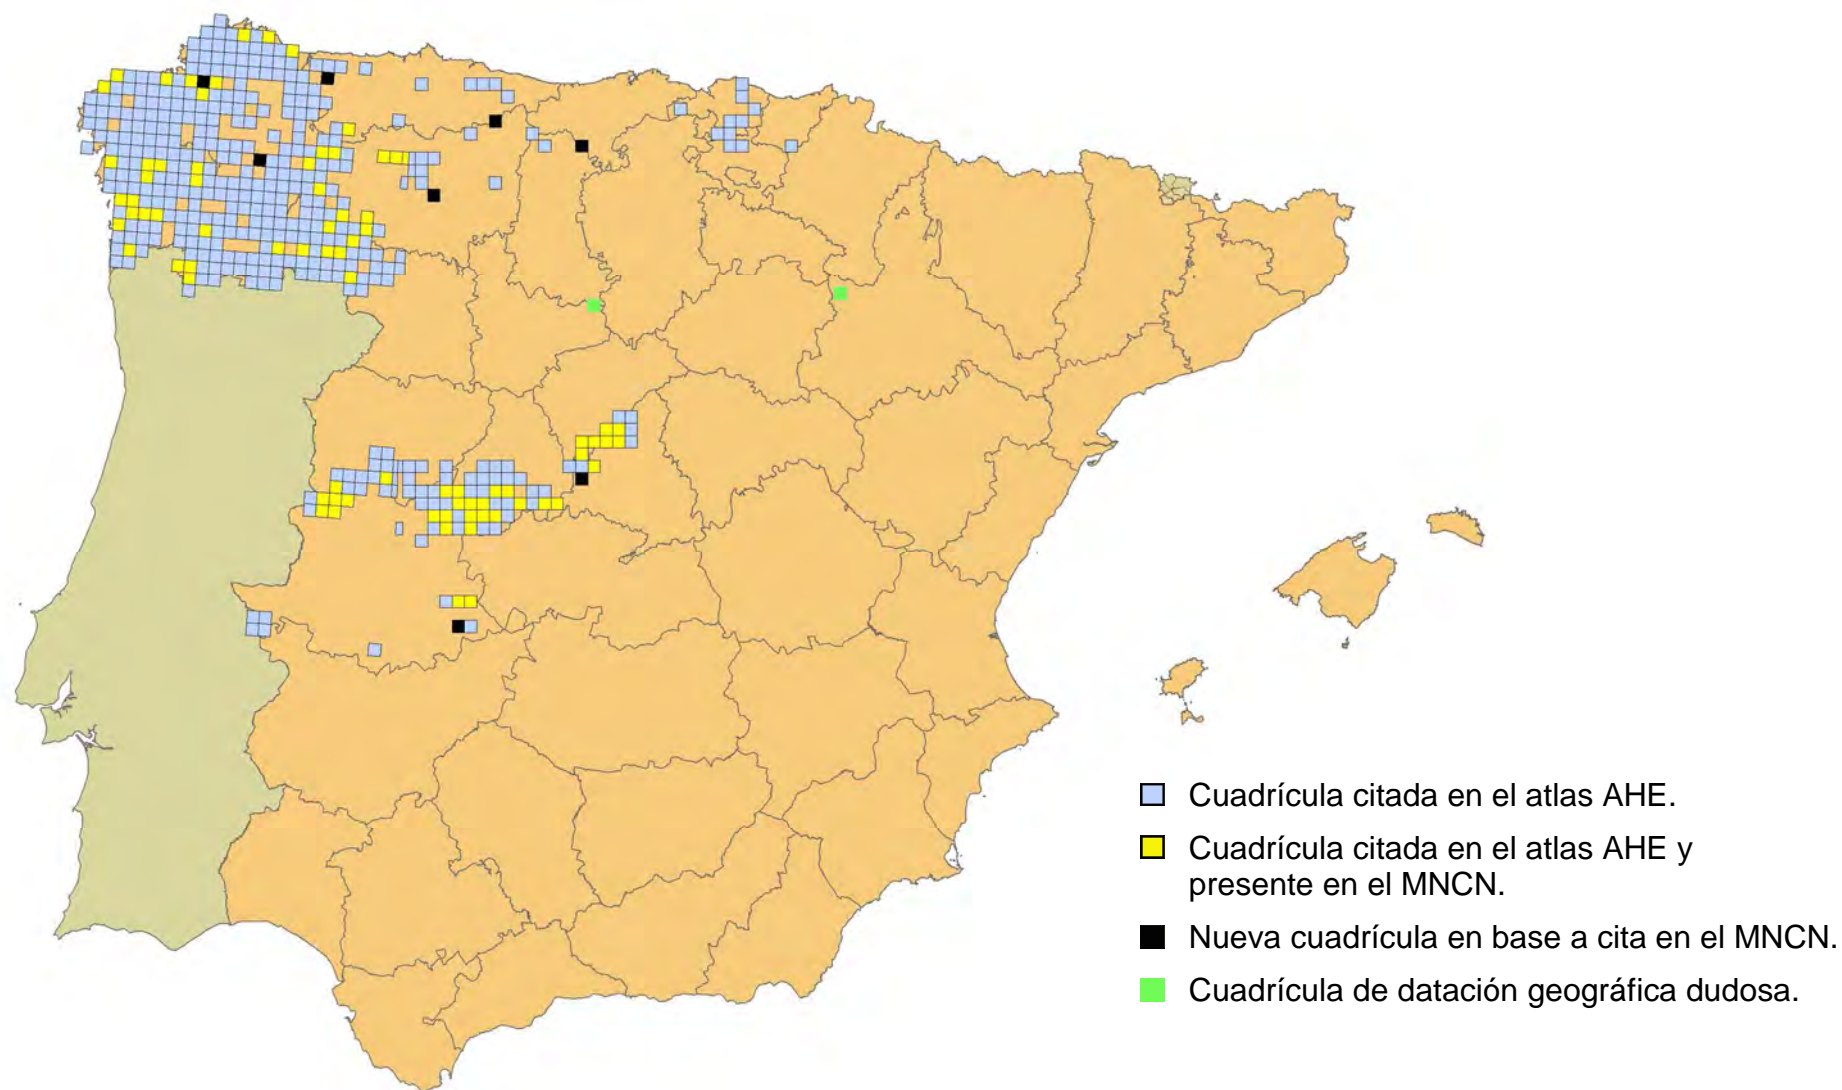 Cuadrícula citada en el atlas AHE.
Cuadrícula citada en el atlas AHE y
presente en el MNCN.
Nueva cuadrícula en base a cita en el MNCN.
Cuadrícula de datación geográfica dudosa.